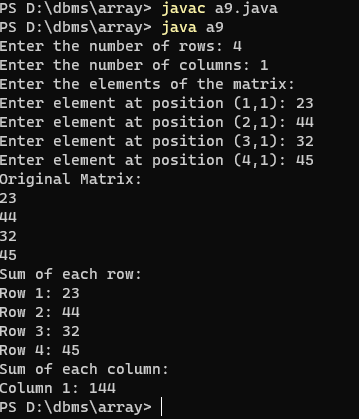 PS D:\dbms\array> javac a9.java
PS D:\dbms\array> java a9
Enter the number of rows: 4
Enter the number of columns: 1
Enter the elements of the matrix:
Enter element at position (1,1): 23
Enter element at position (2,1): 44
Enter element at position (3,1): 32
Enter element at position (4,1): 45
Original Matrix:
23
44
32
45
Sum of each row:
Row 1: 23
Row 2: 44
Row 3: 32
Row 4: 45
Sum of each column:
Column 1: 144
PS D:\dbms\array>